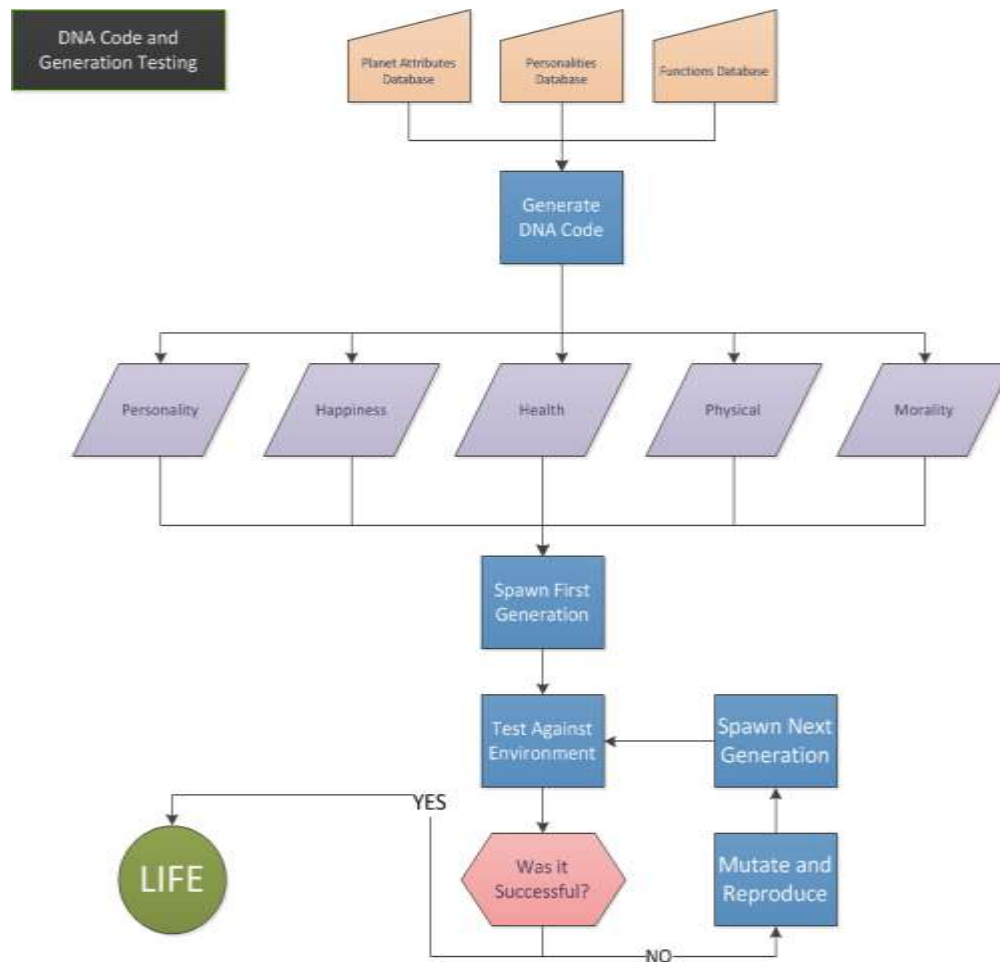 DNA Code and
Generation Testing
Planet Attributes
Database
Personalities
Database
Functions Database
Generate
DNA Code
Personality
Happiness
Health
Physical
Morality
Spawn First
Generation
Test Against
Environment
Spawn Next
Generation
YES
LIFE
Was it
Successful?
Mutate and
Reproduce
NO